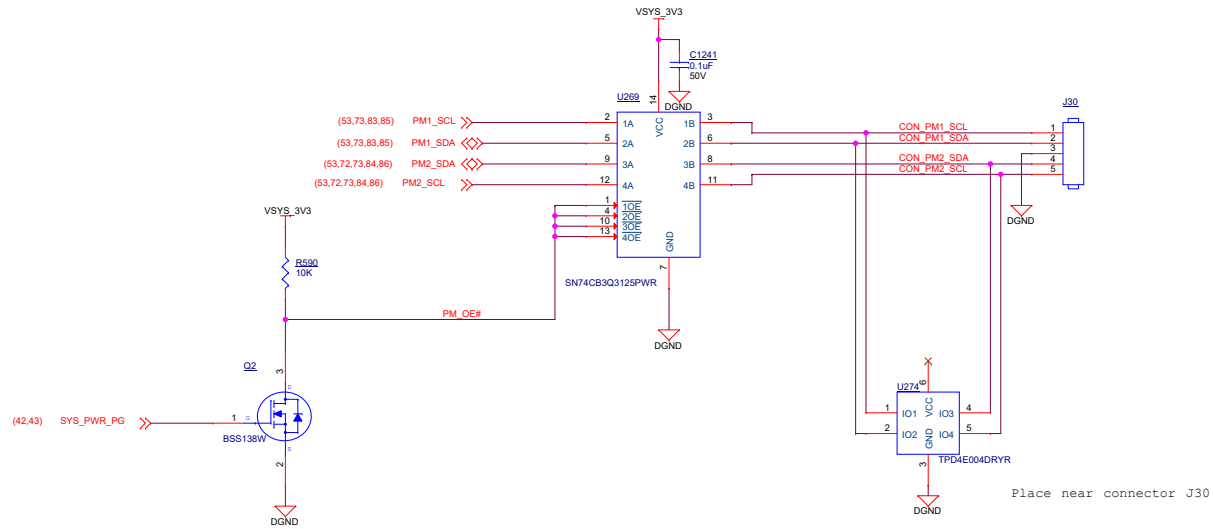 VSYS_3V3
C1241
0.1uF
50V
DGND
U269
J30
14
VCC
(53,73,83,85) PM1_SCL 2 1A 1B 3 CON_PM1_SCL 1
(53,73,83,85) PM1_SDA 5 2A 2B 6 CON_PM1_SDA 2
3
(53,72,73,84,86) PM2_SDA 9 3A 3B 8 CON_PM2_SDA 4
(53,72,73,84,86) PM2_SCL 12 4A 4B 11 CON_PM2_SCL 5
1 1OE
4 2OE
10 3OE
13 4OE
GND
7
DGND
VSYS_3V3
R590
10K
SN74CB3Q3125PWR
PM_OE#
DGND
Q2
3
D
(42,43) SYS_PWR_PG 1 G
BSS138W
S
2
DGND
U274
6
VCC
1 IO1 IO3 4
2 IO2 IO4 5
GND
TPD4E004DRYR
3
DGND
Place near connector J30